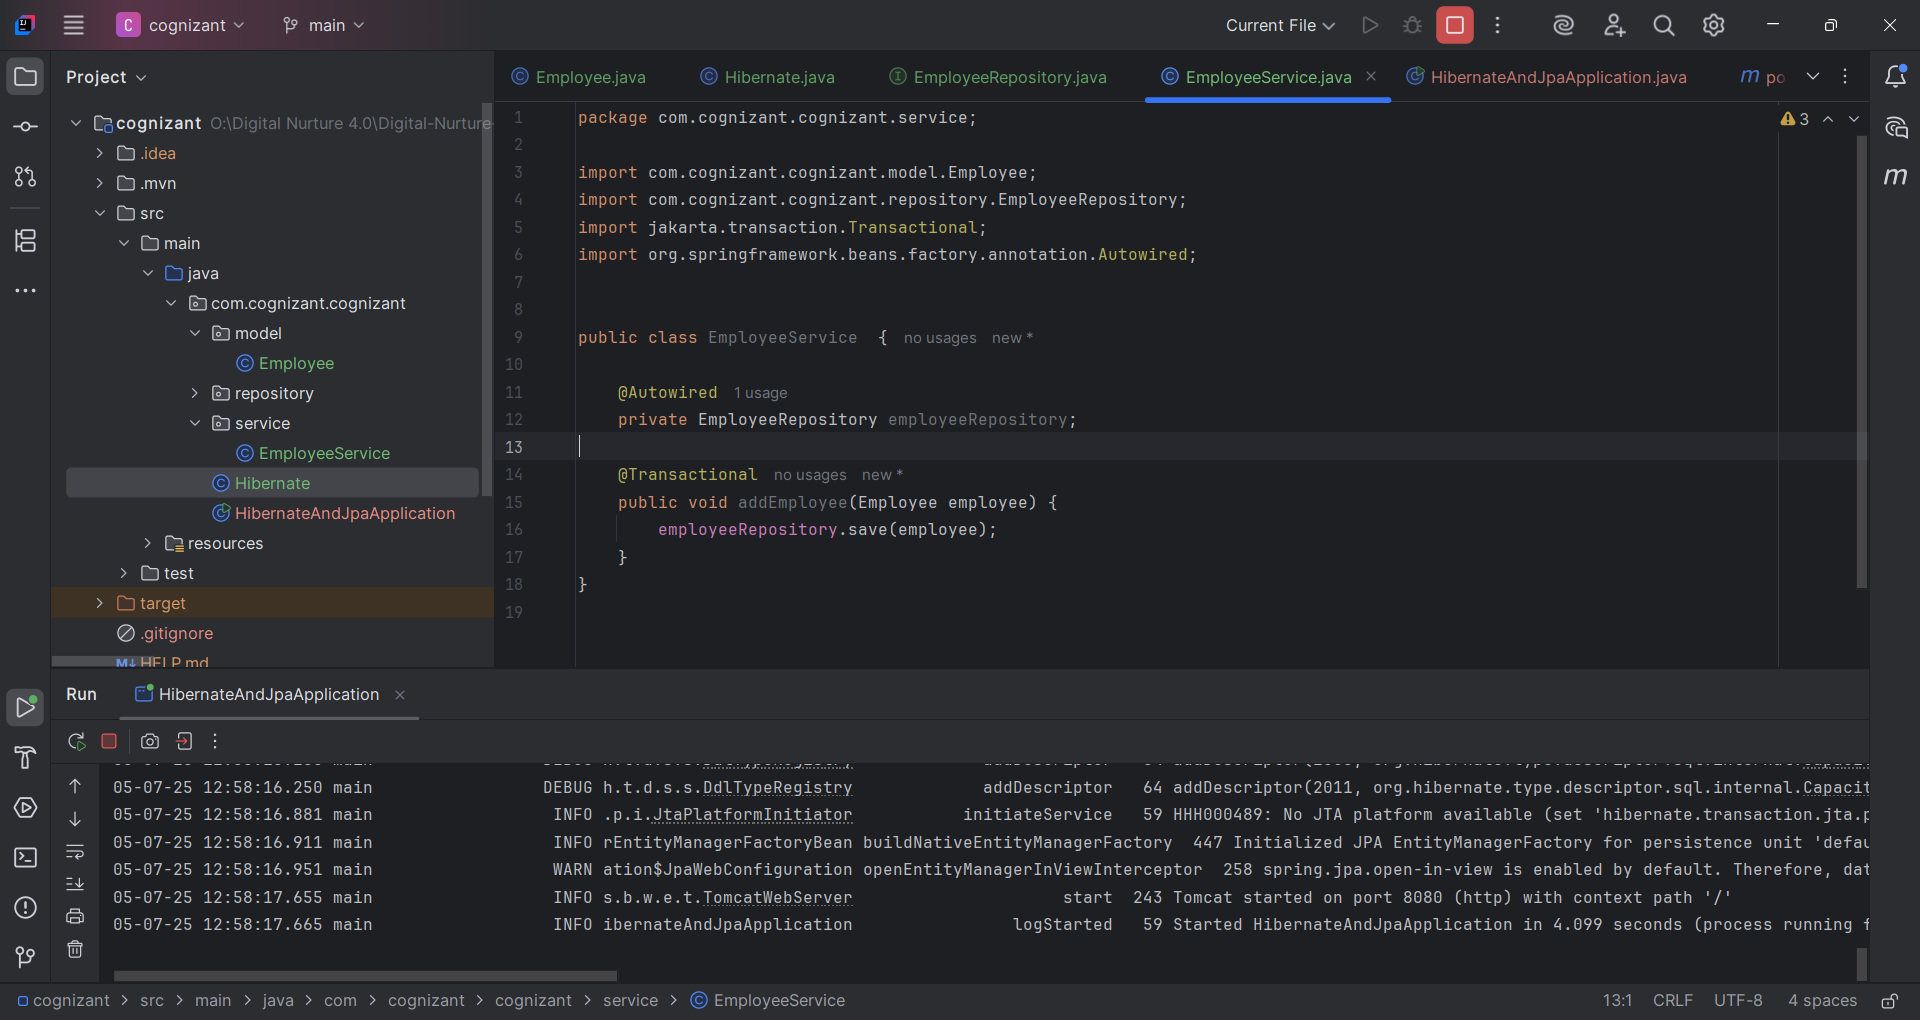 C cognizant main Current File
Project
cognizant O:\Digital Nurture 4.0\Digital-Nurture-
.idea
.mvn
src
main
java
com.cognizant.cognizant
model
Employee
repository
service
EmployeeService
Hibernate
HibernateAndJpaApplication
resources
test
target
.gitignore
M↓ HELP.md
Employee.java Hibernate.java EmployeeRepository.java EmployeeService.java HibernateAndJpaApplication.java m po
3
1 package com.cognizant.cognizant.service;
2
3 import com.cognizant.cognizant.model.Employee;
4 import com.cognizant.cognizant.repository.EmployeeRepository;
5 import jakarta.transaction.Transactional;
6 import org.springframework.beans.factory.annotation.Autowired;
7
8
9 public class EmployeeService { no usages new *
10
11 @Autowired 1 usage
12 private EmployeeRepository employeeRepository;
13
14 @Transactional no usages new *
15 public void addEmployee(Employee employee) {
16 employeeRepository.save(employee);
17 }
18 }
19
m
Run HibernateAndJpaApplication
05-07-25 12:58:16.250 main DEBUG h.t.d.s.s.DdlTypeRegistry addDescriptor 64 addDescriptor(2011, org.hibernate.type.descriptor.sql.internal.Capacit
05-07-25 12:58:16.881 main INFO .p.i.JtaPlatformInitiator initiateService 59 HHH000489: No JTA platform available (set 'hibernate.transaction.jta.p
05-07-25 12:58:16.911 main INFO rEntityManagerFactoryBean buildNativeEntityManagerFactory 447 Initialized JPA EntityManagerFactory for persistence unit 'defau
05-07-25 12:58:16.951 main WARN ation$JpaWebConfiguration openEntityManagerInViewInterceptor 258 spring.jpa.open-in-view is enabled by default. Therefore, dat
05-07-25 12:58:17.655 main INFO s.b.w.e.t.TomcatWebServer start 243 Tomcat started on port 8080 (http) with context path '/'
05-07-25 12:58:17.665 main INFO ibernateAndJpaApplication logStarted 59 Started HibernateAndJpaApplication in 4.099 seconds (process running f
cognizant > src > main > java > com > cognizant > cognizant > service > EmployeeService 13:1 CRLF UTF-8 4 spaces